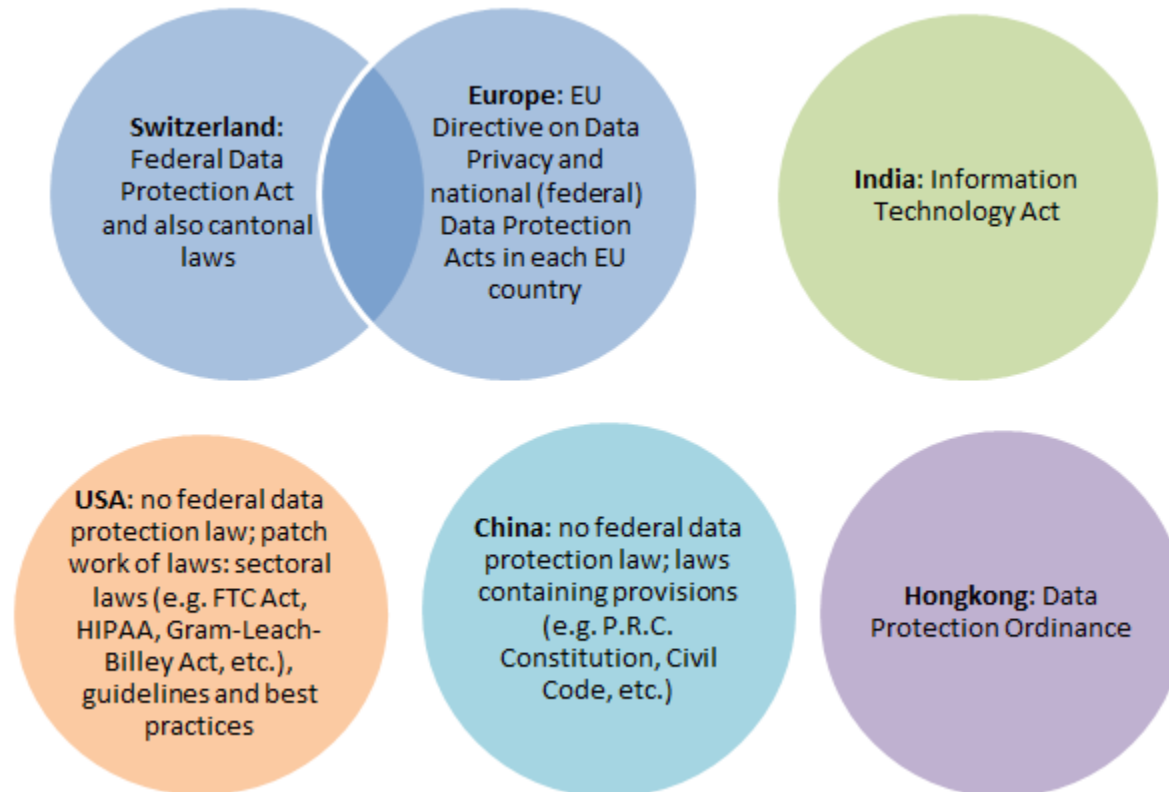 Switzerland:
Federal Data
Protection Act
and also cantonal
laws
Europe: EU
Directive on Data
Privacy and
national (federal)
Data Protection
Acts in each EU
country
India: Information
Technology Act
USA: no federal data
protection law; patch
work of laws: sectoral
laws (e.g. FTC Act,
HIPAA, Gram-Leach-
Billey Act, etc.),
guidelines and best
practices
China: no federal data
protection law; laws
containing provisions
(e.g. P.R.C.
Constitution, Civil
Code, etc.)
Hongkong: Data
Protection Ordinance